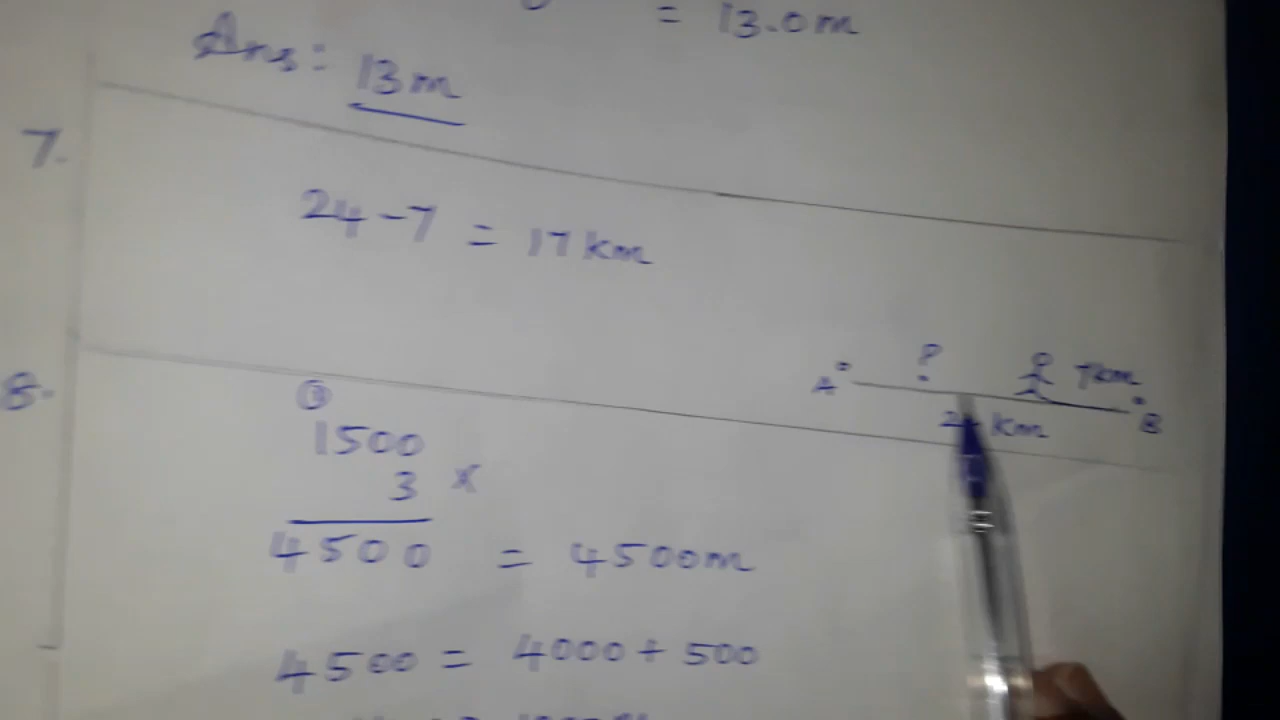 = 13.0m
Ans: 13m
7.
24 - 7 = 17 km
A P 7km
km B
8.
1500
3 x
4500 = 4500m
4500 = 4000 + 500